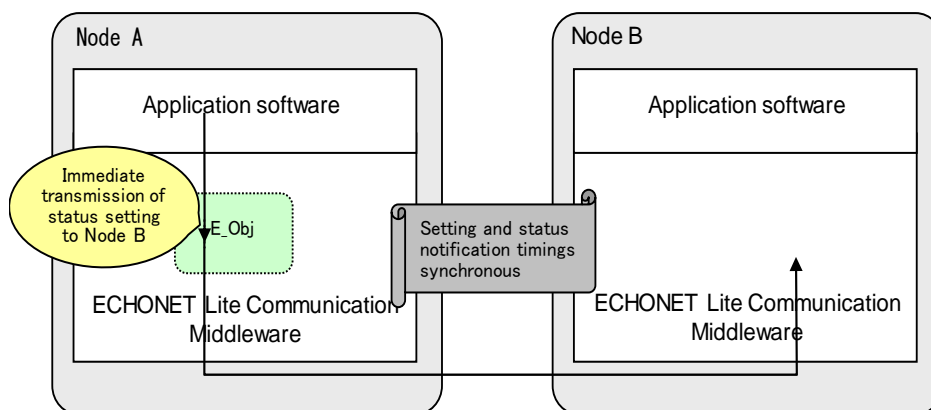 Node A
Application software
Immediate
transmission of
status setting
to Node B
E_Obj
ECHONET Lite Communication
Middleware
Setting and status
notification timings
synchronous
Node B
Application software
ECHONET Lite Communication
Middleware